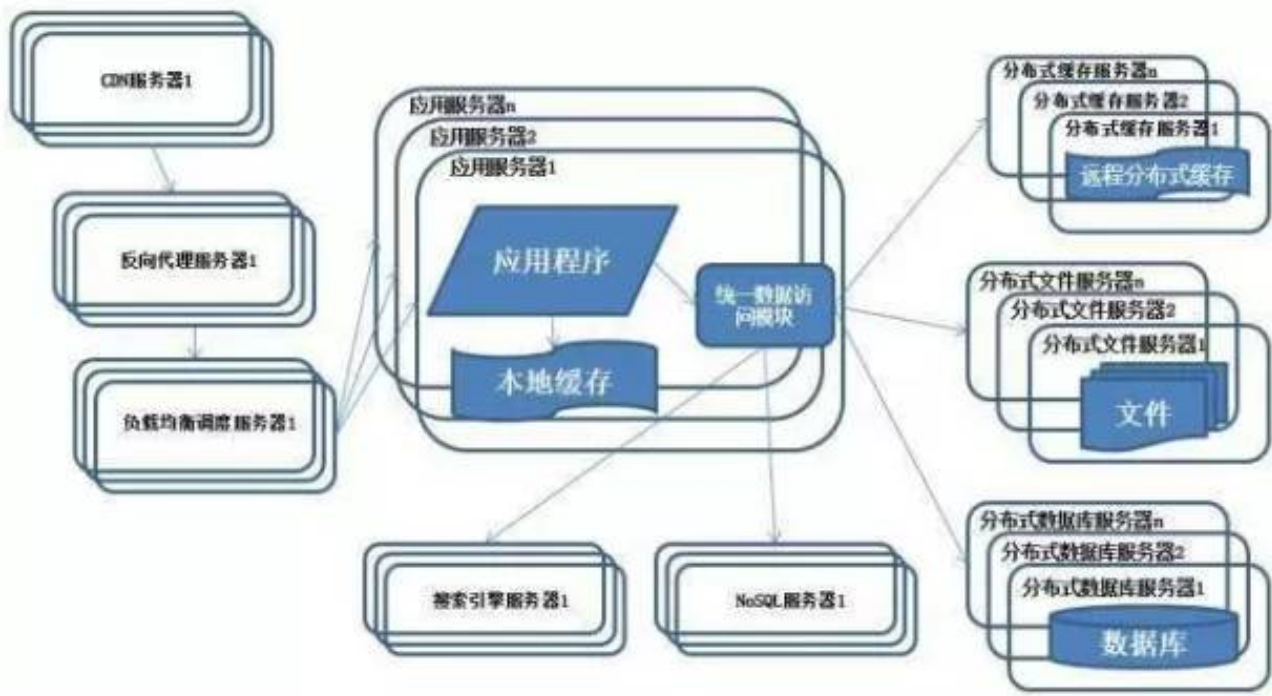 CDN服务器1
反向代理服务器1
负载均衡调度服务器1
应用服务器n
应用服务器2
应用服务器1
应用程序
本地缓存
统一数据访
问模块
分布式缓存服务器n
分布式缓存服务器2
分布式缓存服务器1
远程分布式缓存
分布式文件服务器n
分布式文件服务器2
分布式文件服务器1
文件
分布式数据库服务器n
分布式数据库服务器2
分布式数据库服务器1
数据库
搜索引擎服务器1
NoSQL服务器1